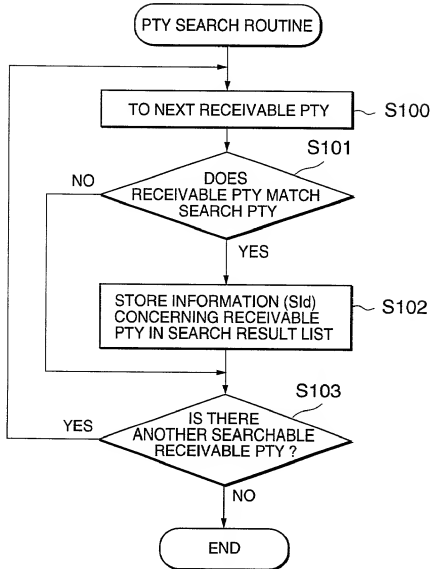 PTY SEARCH ROUTINE
TO NEXT RECEIVABLE PTY
S100
S101
DOES
RECEIVABLE PTY MATCH
SEARCH PTY
NO
YES
STORE INFORMATION (SId)
CONCERNING RECEIVABLE
PTY IN SEARCH RESULT LIST
S102
S103
IS THERE
ANOTHER SEARCHABLE
RECEIVABLE PTY ?
YES
NO
END